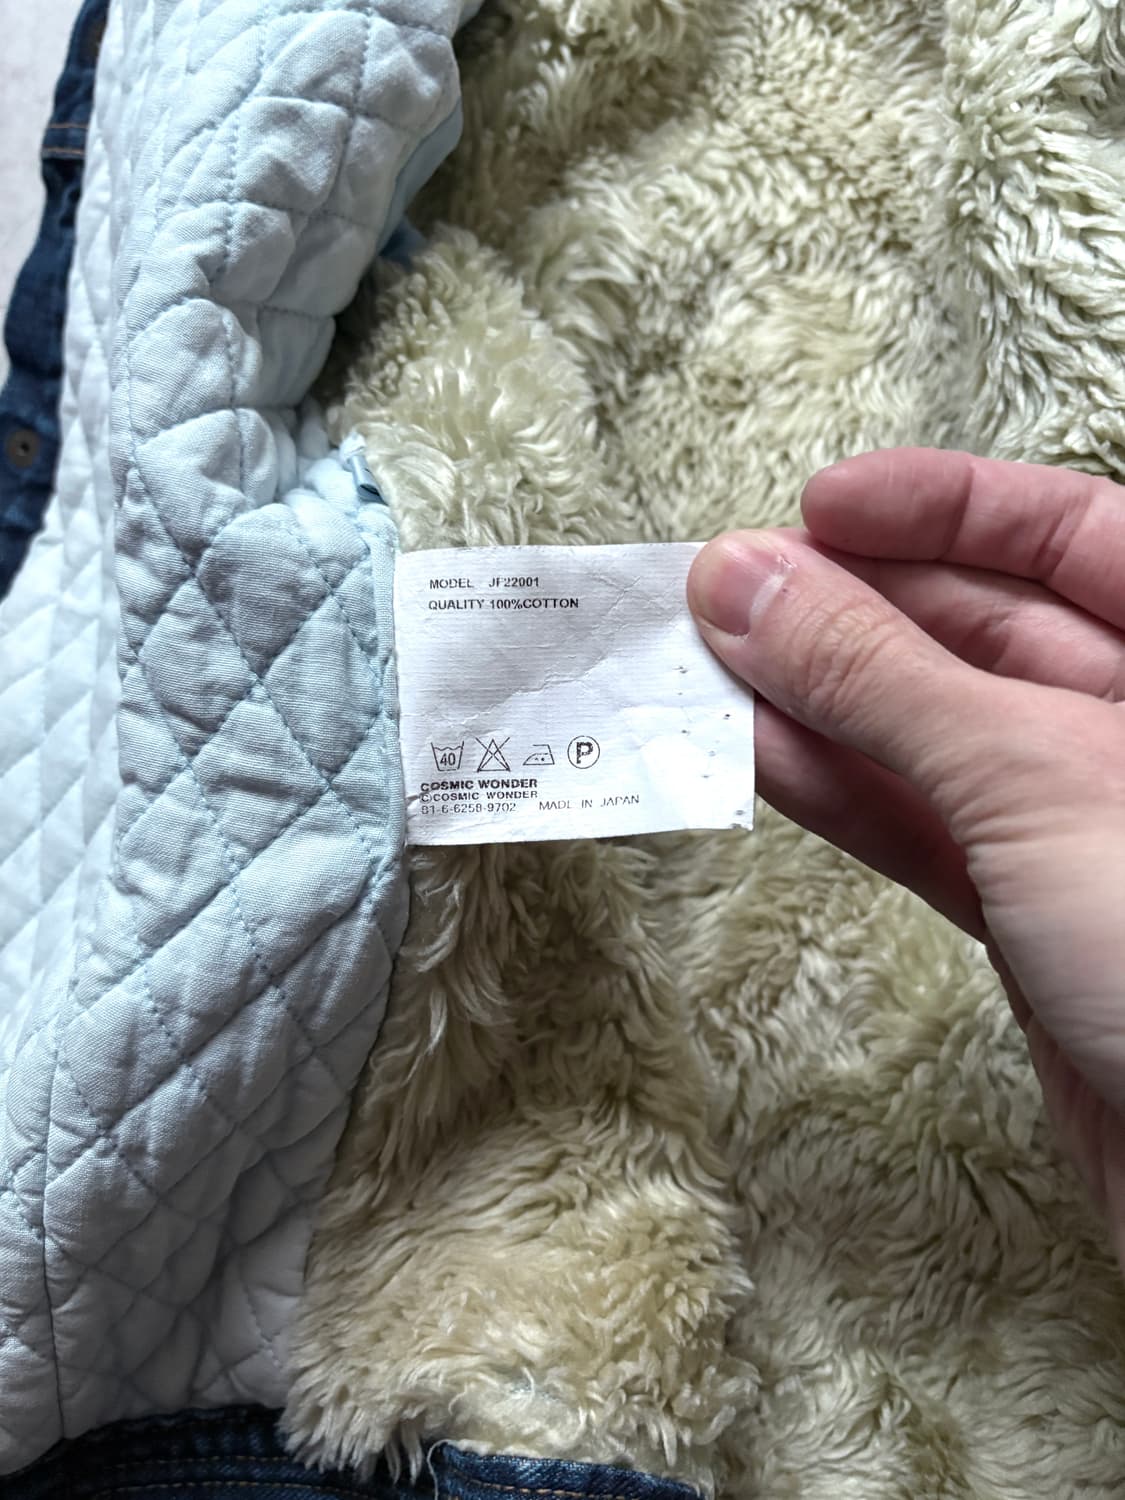 MODEL JF22001
QUALITY 100%COTTON
40 P
COSMIC WONDER
©COSMIC WONDER
81-6-6258-9702 MADE IN JAPAN